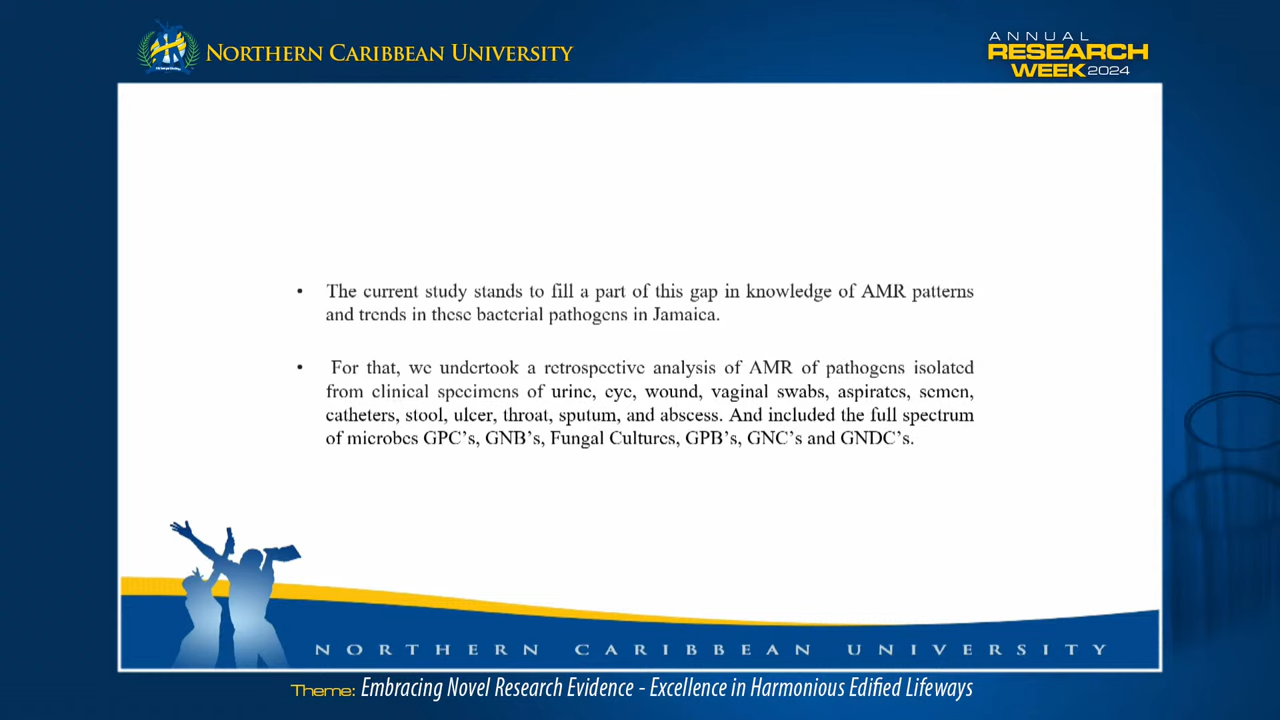 NORTHERN CARIBBEAN UNIVERSITY
ANNUAL
RESEARCH
WEEK 2024
• The current study stands to fill a part of this gap in knowledge of AMR patterns
and trends in these bacterial pathogens in Jamaica.
• For that, we undertook a retrospective analysis of AMR of pathogens isolated
from clinical specimens of urine, eye, wound, vaginal swabs, aspirates, semen,
catheters, stool, ulcer, throat, sputum, and abscess. And included the full spectrum
of microbes GPC’s, GNB’s, Fungal Cultures, GPB’s, GNC’s and GNDC’s.
NORTHERN CARIBBEAN UNIVERSITY
Theme: Embracing Novel Research Evidence - Excellence in Harmonious Edified Lifeways